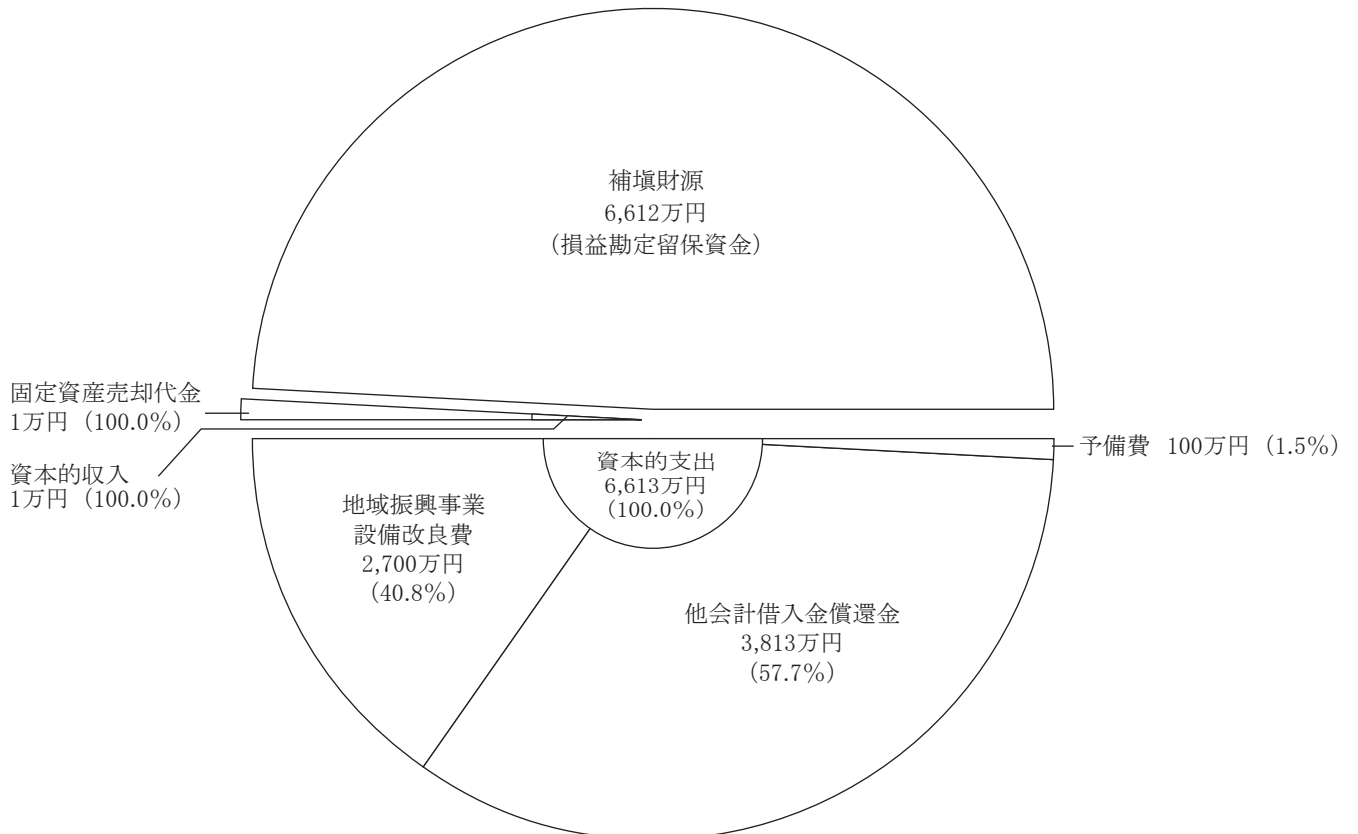 補塡財源
6,612万円
（損益勘定留保資金）
固定資産売却代金
1万円（100.0％）
資本的収入
1万円（100.0％）
予備費 100万円（1.5％）
資本的支出
6,613万円
（100.0％）
地域振興事業
設備改良費
2,700万円
（40.8％）
他会計借入金償還金
3,813万円
（57.7％）